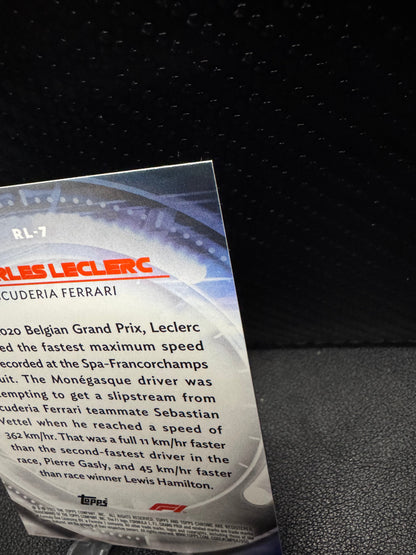 RL-7
RLES LECLERC
CUDERIA FERRARI
2020 Belgian Grand Prix, Leclerc
ed the fastest maximum speed
ecorded at the Spa-Francorchamps
uit. The Monégasque driver was
empting to get a slipstream from
cuderia Ferrari teammate Sebastian
Vettel when he reached a speed of
362 km/hr. That was a full 11 km/hr faster
than the second-fastest driver in the
race, Pierre Gasly, and 45 km/hr faster
than race winner Lewis Hamilton.
Topps F1